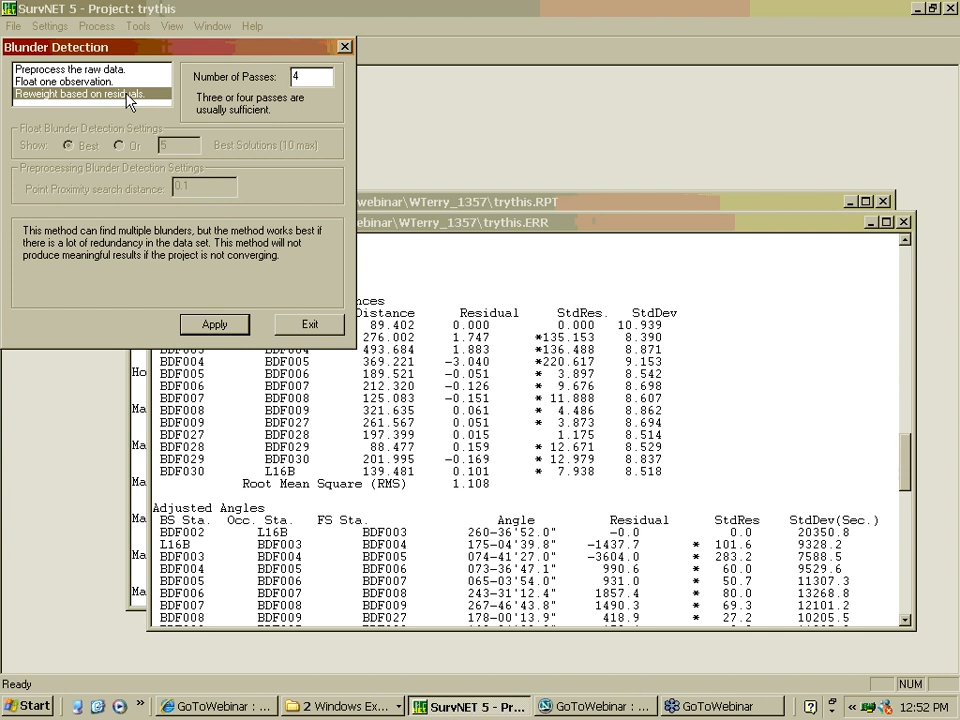 SurvNET 5 - Project: trythis
File Settings Process Tools View Window Help
Blunder Detection
Preprocess the raw data.
Float one observation.
Reweight based on residuals.
Number of Passes: 4
Three or four passes are
usually sufficient.
Float Blunder Detection Settings
Show: Best Or 5 Best Solutions (10 max)
Preprocessing Blunder Detection Settings
Point Proximity search distance: 0.1
This method can find multiple blunders, but the method works best if
there is a lot of redundancy in the data set. This method will not
produce meaningful results if the project is not converging.
Apply Exit
webinar\WTerry_1357\trythis.RPT
webinar\WTerry_1357\trythis.ERR
nces
Distance Residual StdRes. StdDev
89.402 0.000 0.000 10.939
276.002 1.747 *135.153 8.390
BDF003 BDF004 493.684 1.883 *136.488 8.871
BDF004 BDF005 369.221 -3.040 *220.617 9.153
BDF005 BDF006 189.521 -0.051 * 3.897 8.542
BDF006 BDF007 212.320 -0.126 * 9.676 8.698
BDF007 BDF008 125.083 -0.151 * 11.888 8.607
BDF008 BDF009 321.635 0.061 * 4.486 8.862
BDF009 BDF027 261.567 0.051 * 3.873 8.694
BDF027 BDF028 197.399 0.015 1.175 8.514
BDF028 BDF029 88.477 0.159 * 12.671 8.529
BDF029 BDF030 201.995 -0.169 * 12.979 8.837
BDF030 L16B 139.481 0.101 * 7.938 8.518
Root Mean Square (RMS) 1.108
Adjusted Angles
BS Sta. Occ. Sta. FS Sta. Angle Residual StdRes StdDev(Sec.)
BDF002 L16B BDF003 260-36'52.0" -0.0 0.0 20350.8
L16B BDF003 BDF004 175-04'39.8" -1437.7 * 101.6 9328.2
BDF003 BDF004 BDF005 074-41'27.0" -3604.0 * 283.2 7588.5
BDF004 BDF005 BDF006 073-36'47.1" 990.6 * 60.0 9529.6
BDF005 BDF006 BDF007 065-03'54.0" 931.0 * 50.7 11307.3
BDF006 BDF007 BDF008 243-31'12.4" 1857.4 * 80.0 13268.8
BDF007 BDF008 BDF009 267-46'43.8" 1490.3 * 69.3 12101.2
BDF008 BDF009 BDF027 178-00'13.9" 418.9 * 27.2 10205.5
Ho
Ma
Ma
Ma
Ma
Ma
Ma
Ready NUM
Start » GoToWebinar : ... 2 Windows Ex... SurvNET 5 - Pr... GoToWebinar : ... GoToWebinar « 12:52 PM